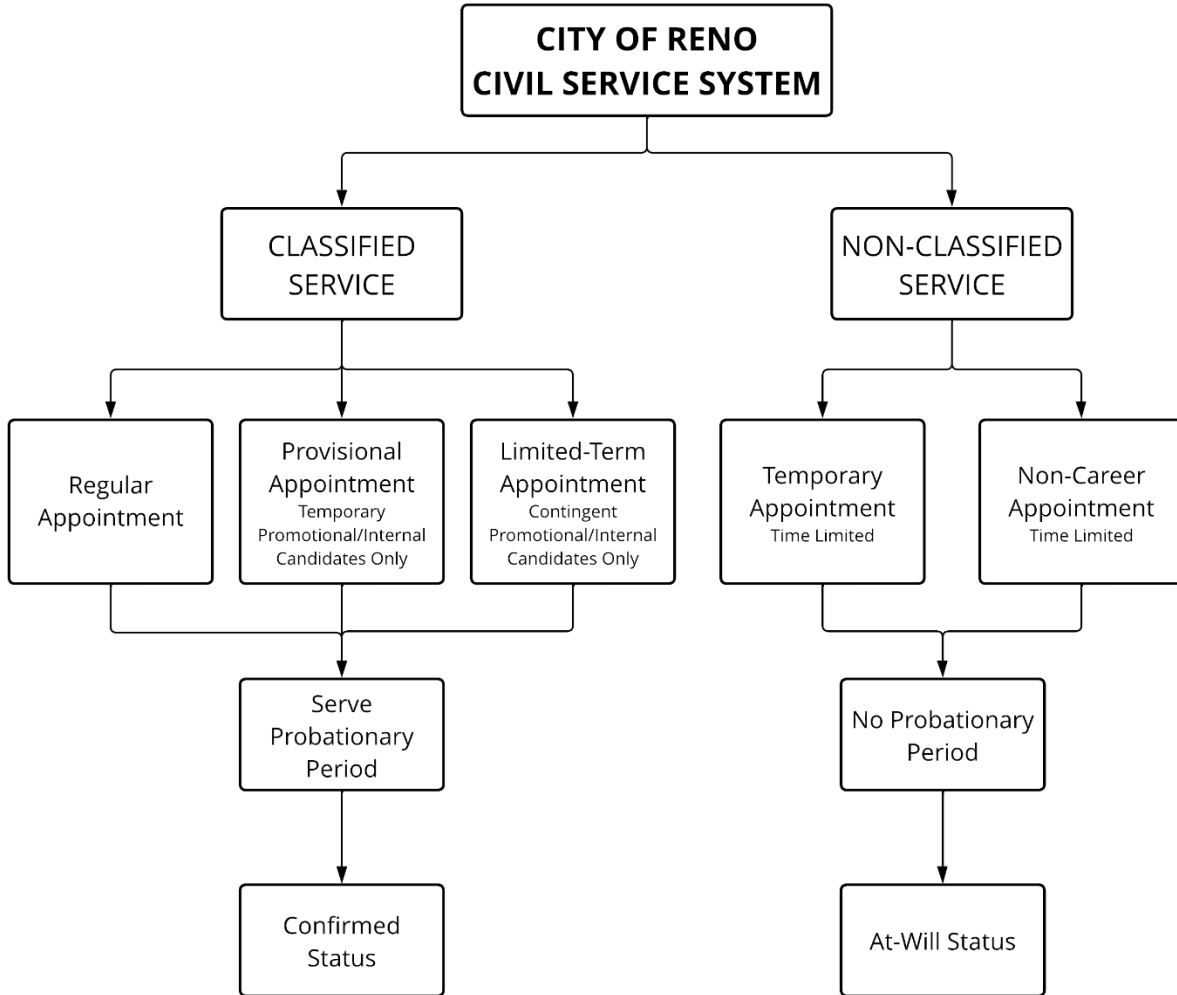 CITY OF RENO
CIVIL SERVICE SYSTEM
CLASSIFIED
SERVICE
NON-CLASSIFIED
SERVICE
Regular
Appointment
Provisional
Appointment
Temporary
Promotional/Internal
Candidates Only
Limited-Term
Appointment
Contingent
Promotional/Internal
Candidates Only
Temporary
Appointment
Time Limited
Non-Career
Appointment
Time Limited
Serve
Probationary
Period
No Probationary
Period
Confirmed
Status
At-Will Status